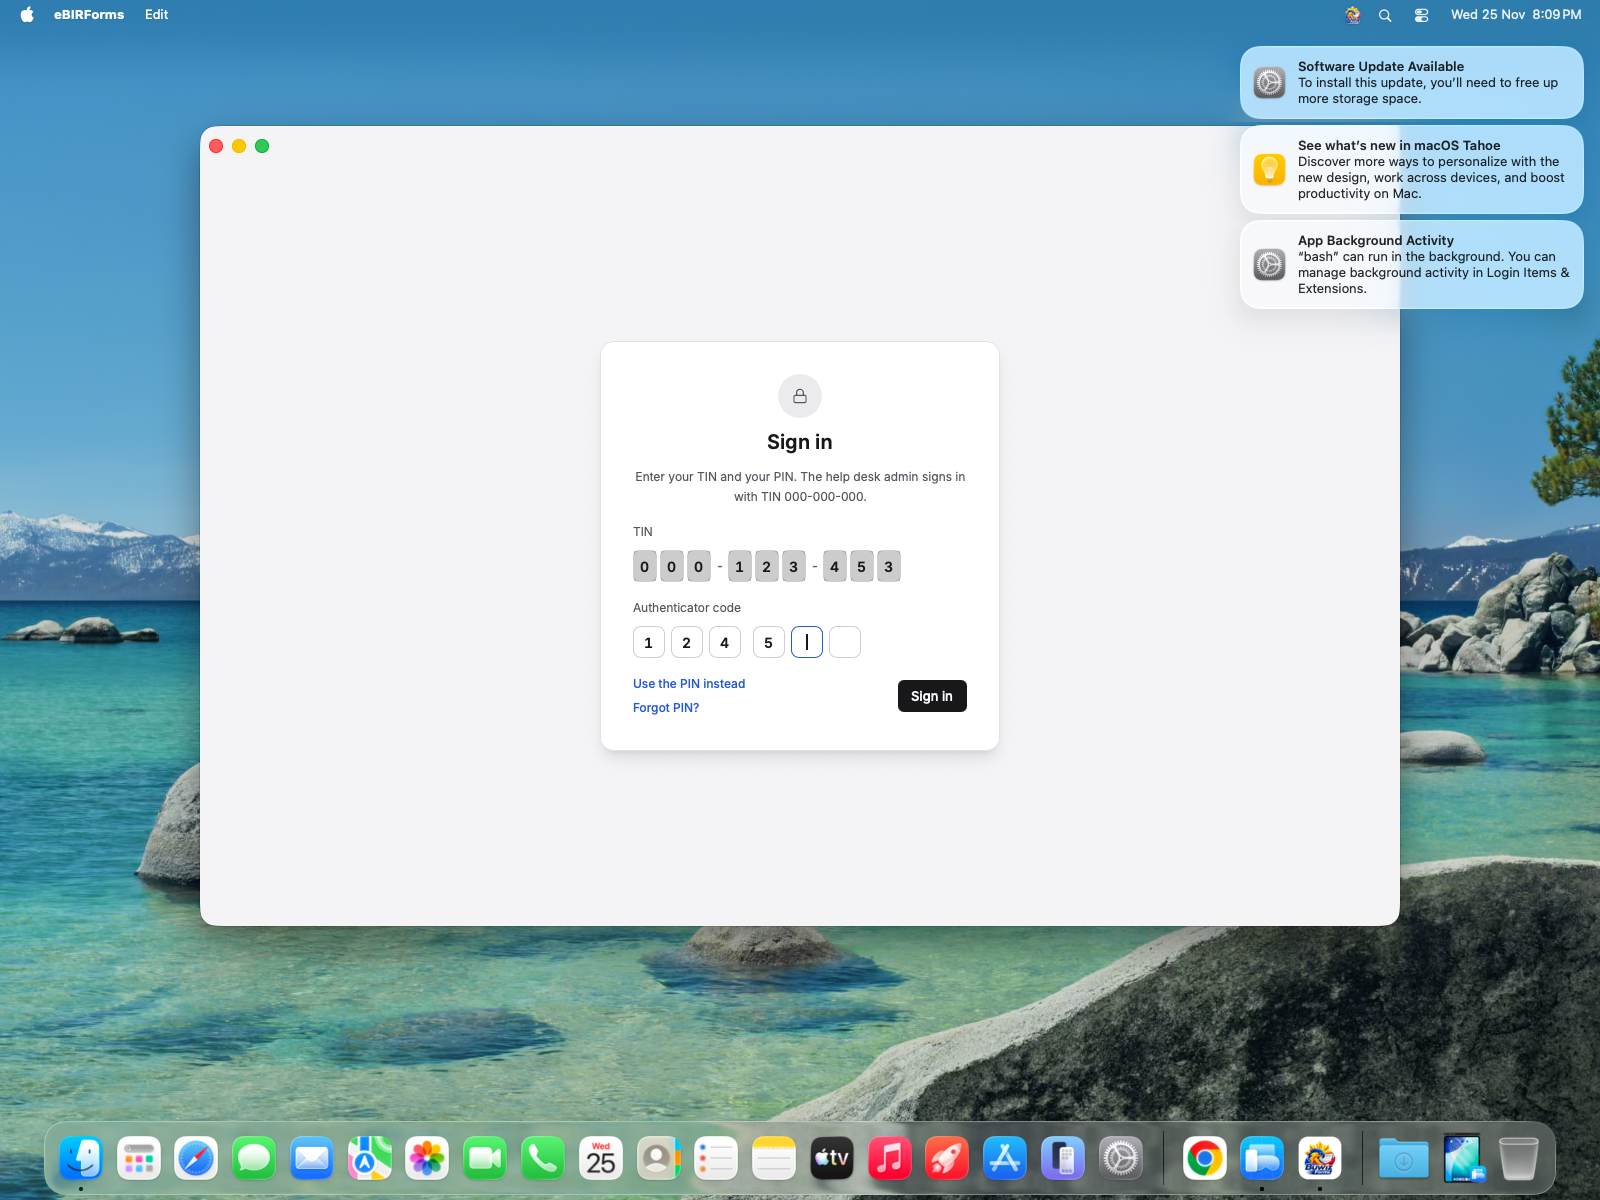 eBIRForms Edit
Wed 25 Nov 8:09 PM
Software Update Available
To install this update, you'll need to free up
more storage space.
See what's new in macOS Tahoe
Discover more ways to personalize with the
new design, work across devices, and boost
productivity on Mac.
App Background Activity
"bash" can run in the background. You can
manage background activity in Login Items &
Extensions.
Sign in
Enter your TIN and your PIN. The help desk admin signs in
with TIN 000-000-000.
TIN
0 0 0 - 1 2 3 - 4 5 3
Authenticator code
1 2 4 5
Use the PIN instead
Sign in
Forgot PIN?
Wed
25
tv